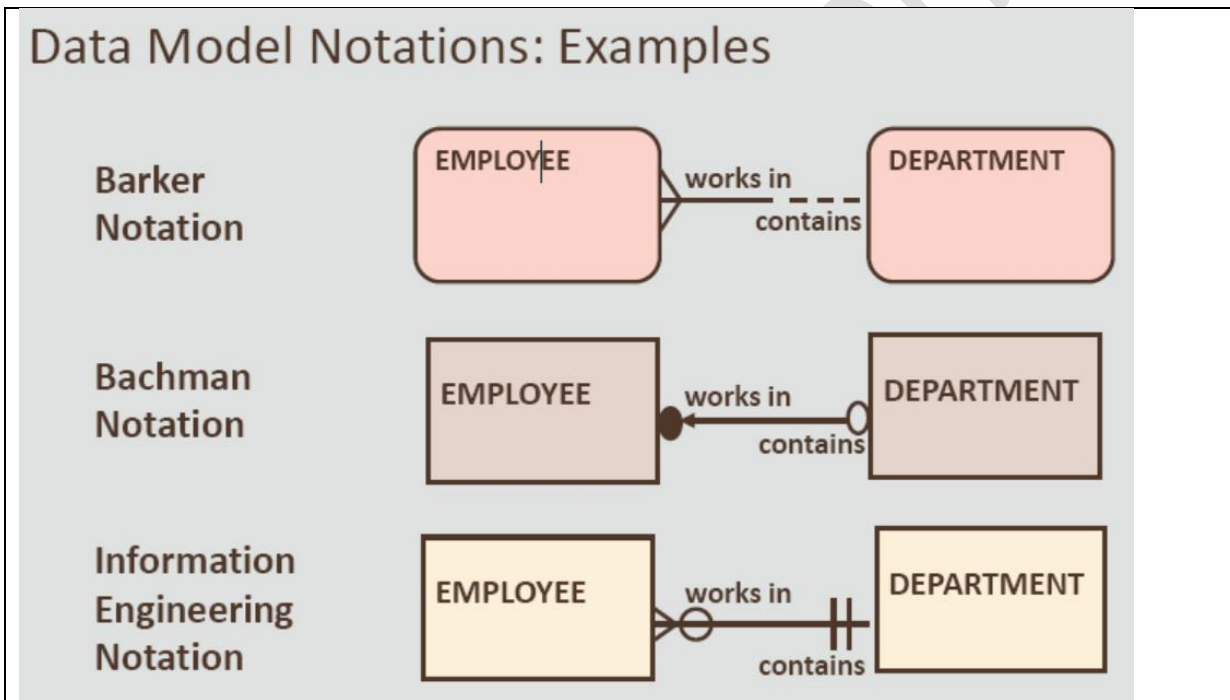 Data Model Notations: Examples
Barker
Notation
EMPLOYEE
works in
contains
DEPARTMENT
Bachman
Notation
EMPLOYEE
works in
contains
DEPARTMENT
Information
Engineering
Notation
EMPLOYEE
works in
contains
DEPARTMENT